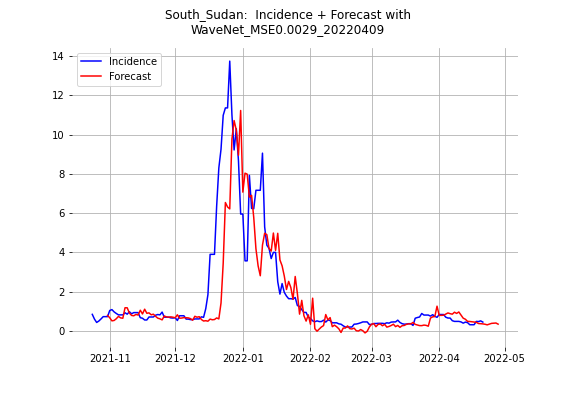 South_Sudan: Incidence + Forecast with
WaveNet_MSE0.0029_20220409
Incidence
Forecast
14
12
10
8
6
4
2
0
2021-11 2021-12 2022-01 2022-02 2022-03 2022-04 2022-05